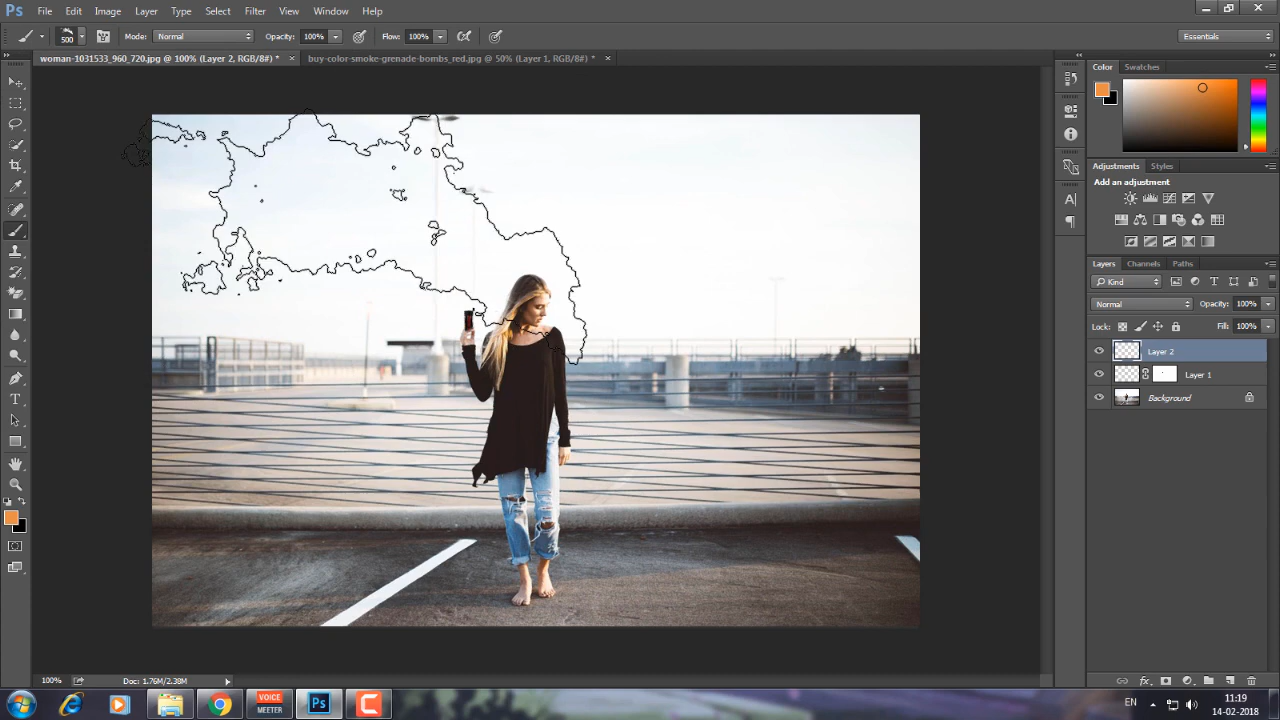 Ps File Edit Image Layer Type Select Filter View Window Help
500 Mode: Normal Opacity: 100% Flow: 100% Essentials
woman-1031533_960_720.jpg @ 100% (Layer 2, RGB/8#) * × buy-color-smoke-grenade-bombs_red.jpg @ 50% (Layer 1, RGB/8#) * ×
Color Swatches
Adjustments Styles
Add an adjustment
Layers Channels Paths
Kind
Normal Opacity: 100%
Lock: Fill: 100%
Layer 2
Layer 1
Background
100% Doc: 1.76M/2.38M
VOICE
MEETER
Ps
EN
11:19
14-02-2018